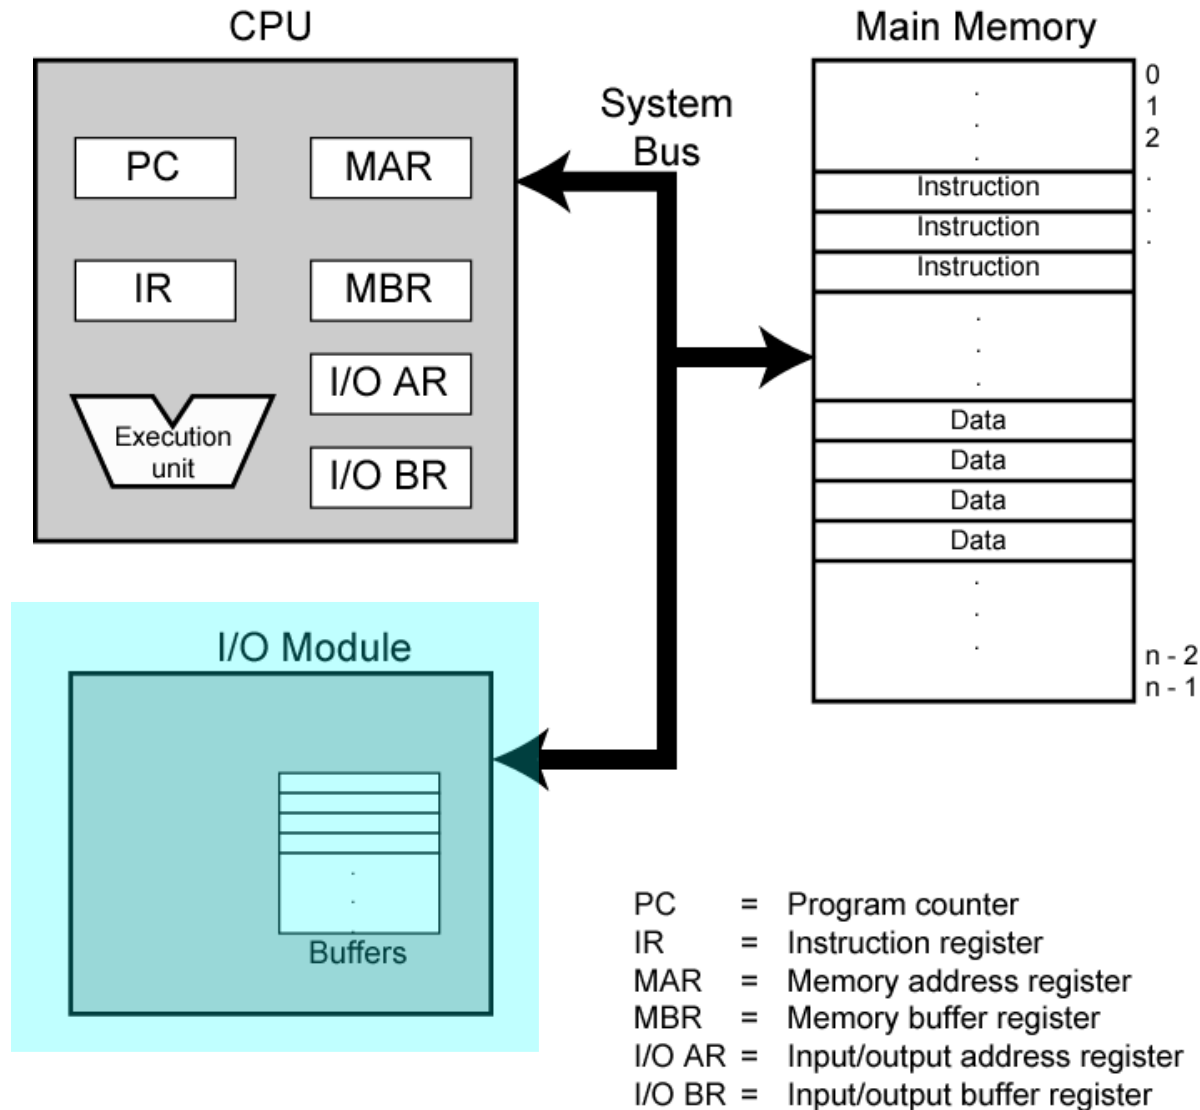 CPU
PC
MAR
IR
MBR
I/O AR
Execution
unit
I/O BR
System
Bus
Main Memory
0
1
2
.
.
.
.
.
.
Instruction
Instruction
Instruction
.
.
.
Data
Data
Data
Data
.
.
.
n - 2
n - 1
I/O Module
.
.
.
Buffers
PC = Program counter
IR = Instruction register
MAR = Memory address register
MBR = Memory buffer register
I/O AR = Input/output address register
I/O BR = Input/output buffer register